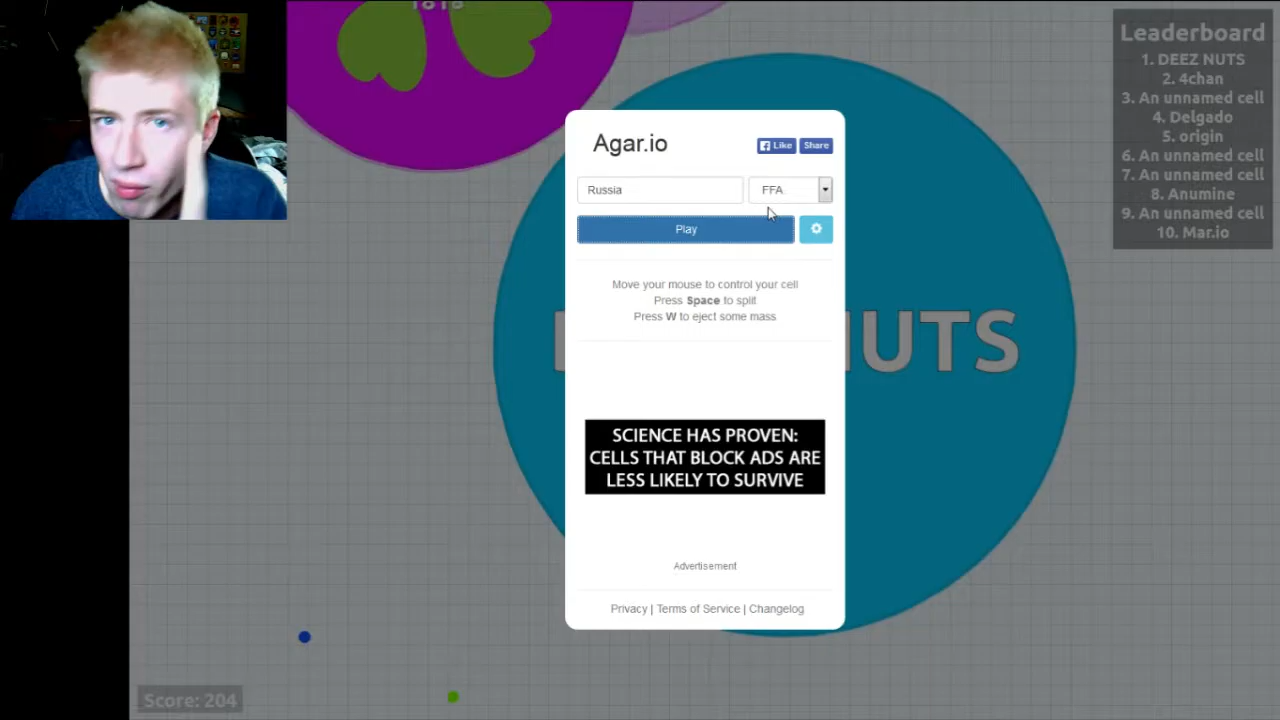 Leaderboard
1. DEEZ NUTS
2. 4chan
3. An unnamed cell
4. Delgado
5. origin
6. An unnamed cell
7. An unnamed cell
8. Anumine
9. An unnamed cell
10. Mar.io
Agar.io
Like Share
Russia FFA
Play
Move your mouse to control your cell
Press Space to split
Press W to eject some mass
NUTS
SCIENCE HAS PROVEN:
CELLS THAT BLOCK ADS ARE
LESS LIKELY TO SURVIVE
Advertisement
Privacy | Terms of Service | Changelog
Score: 204